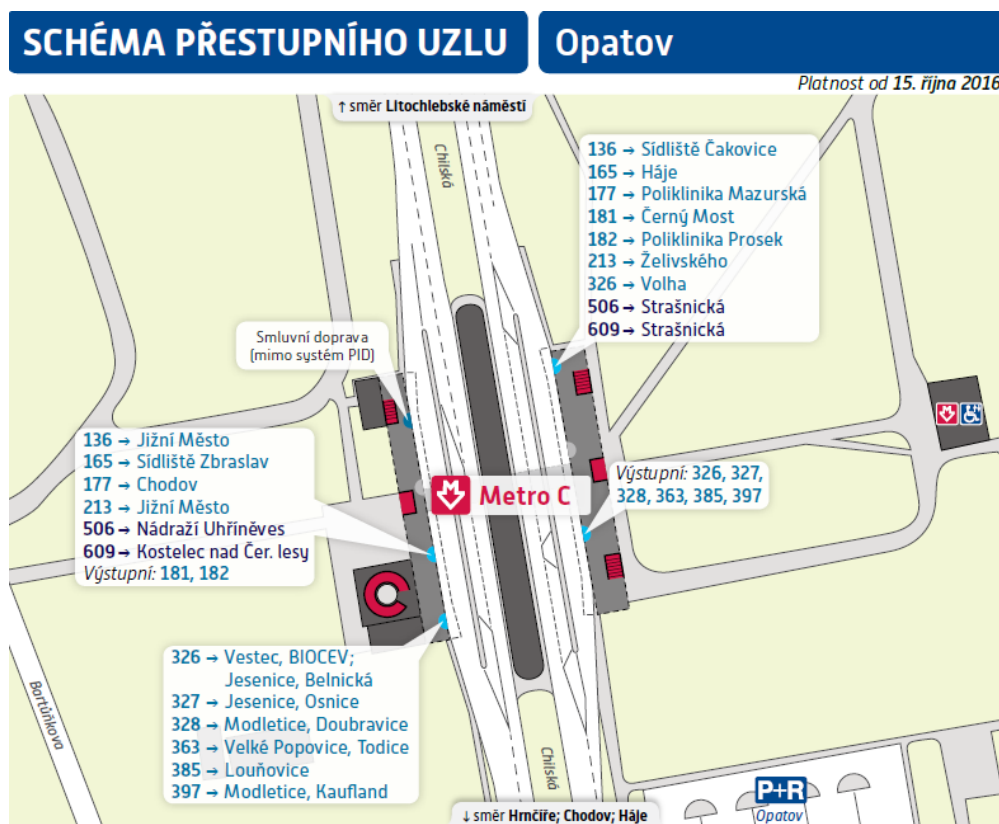 SCHÉMA PŘESTUPNÍHO UZLU
Opatov
Platnost od 15. října 2016
↑ směr Litochlebské náměstí
Chilská
136 → Sídliště Čakovice
165 → Háje
177 → Poliklinika Mazurská
181 → Černý Most
182 → Poliklinika Prosek
213 → Želivského
326 → Volha
506 → Strašnická
609 → Strašnická
Smluvní doprava
(mimo systém PID)
136 → Jižní Město
165 → Sídliště Zbraslav
177 → Chodov
213 → Jižní Město
506 → Nádraží Uhříněves
609 → Kostelec nad Čer. lesy
Výstupní: 181, 182
Metro C
Výstupní: 326, 327,
328, 363, 385, 397
326 → Vestec, BIOCEV;
Jesenice, Belnická
327 → Jesenice, Osnice
328 → Modletice, Doubravice
363 → Velké Popovice, Todice
385 → Louňovice
397 → Modletice, Kaufland
Bartůňkova
Chilská
P+R
Opatov
↓ směr Hrnčíře; Chodov; Háje